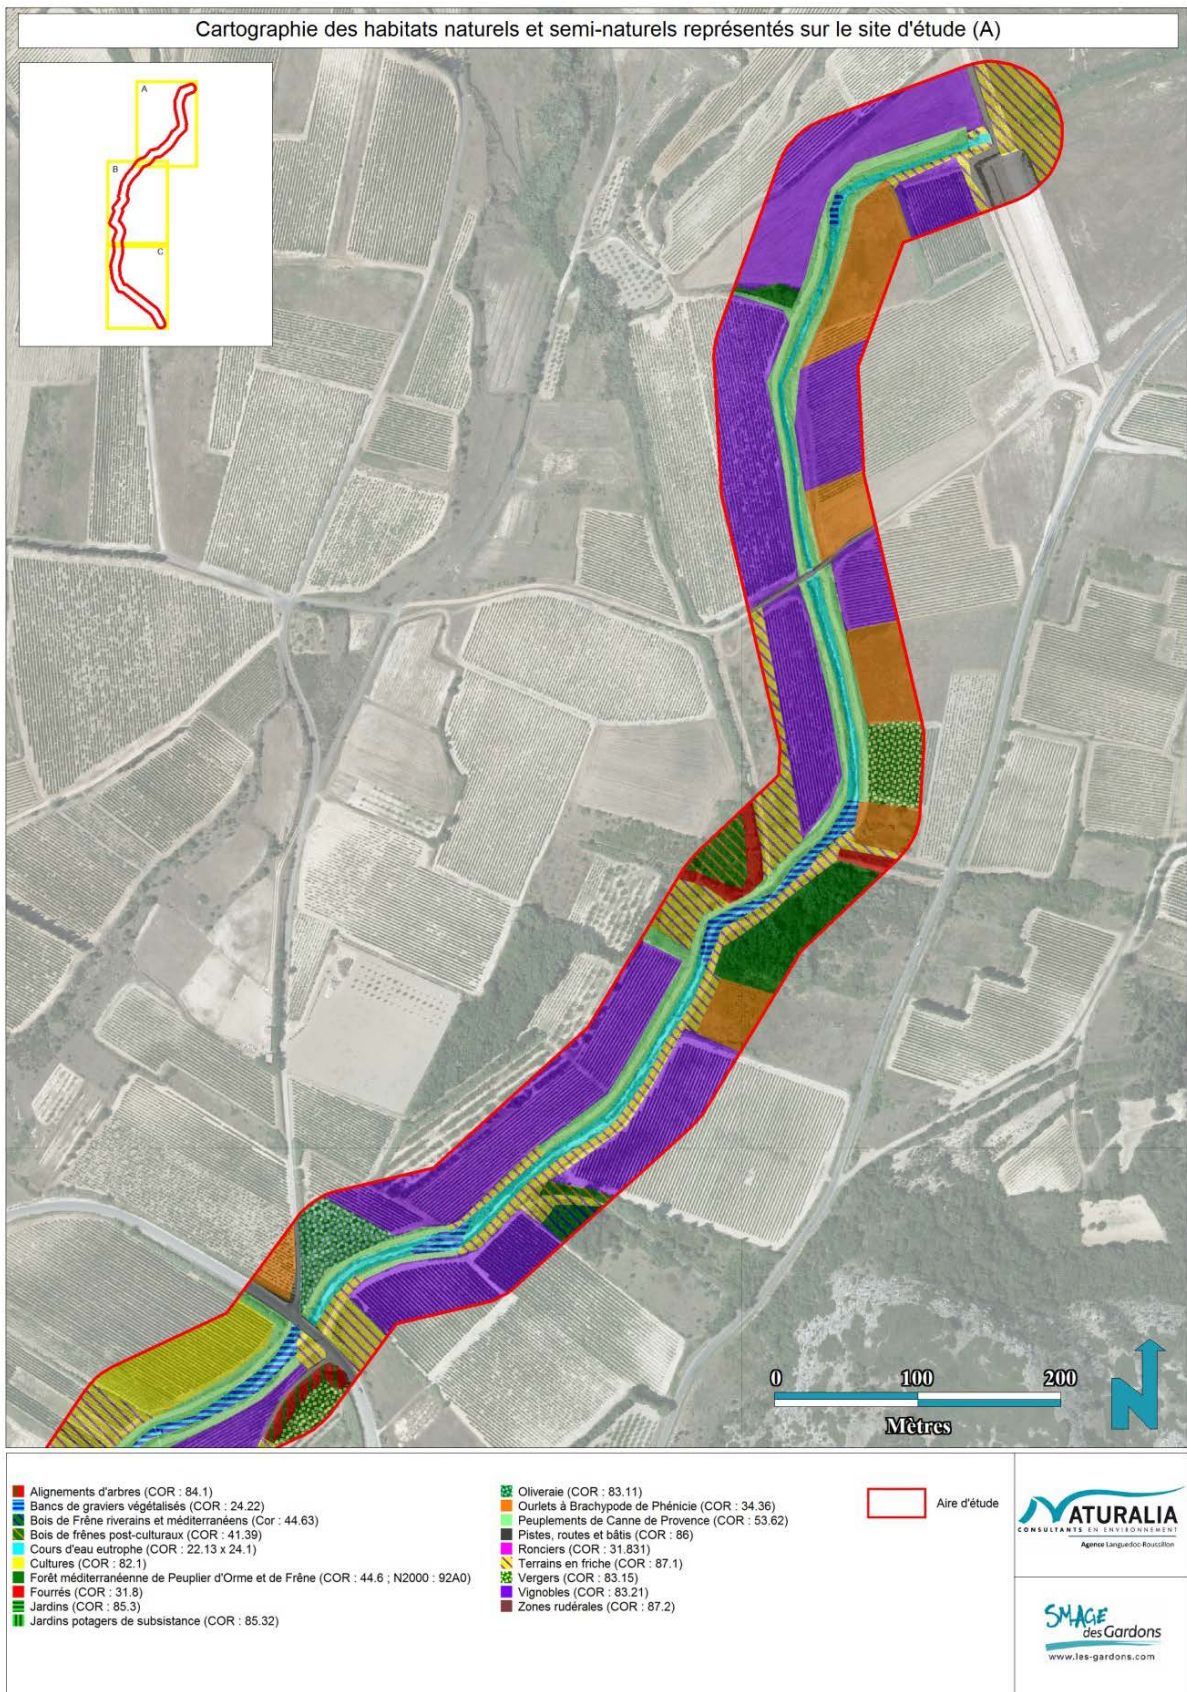 Cartographie des habitats naturels et semi-naturels représentés sur le site d'étude (A)
A
B
C
0 100 200
Mètres
N
Alignements d'arbres (COR : 84.1)
Bancs de graviers végétalisés (COR : 24.22)
Bois de Frêne riverains et méditérranéens (Cor : 44.63)
Bois de frênes post-culturaux (COR : 41.39)
Cours d'eau eutrophe (COR : 22.13 x 24.1)
Cultures (COR : 82.1)
Forêt méditerranéenne de Peuplier d'Orme et de Frêne (COR : 44.6 ; N2000 : 92A0)
Fourrés (COR : 31.8)
Jardins (COR : 85.3)
Jardins potagers de subsistance (COR : 85.32)
Oliveraie (COR : 83.11)
Ourlets à Brachypode de Phénicie (COR : 34.36)
Peuplements de Canne de Provence (COR : 53.62)
Pistes, routes et bâtis (COR : 86)
Ronciers (COR : 31.831)
Terrains en friche (COR : 87.1)
Vergers (COR : 83.15)
Vignobles (COR : 83.21)
Zones rudérales (COR : 87.2)
Aire d'étude
NATURALIA
CONSULTANTS EN ENVIRONNEMENT
Agence Languedoc-Roussillon
SMAGE
des Gardons
www.les-gardons.com